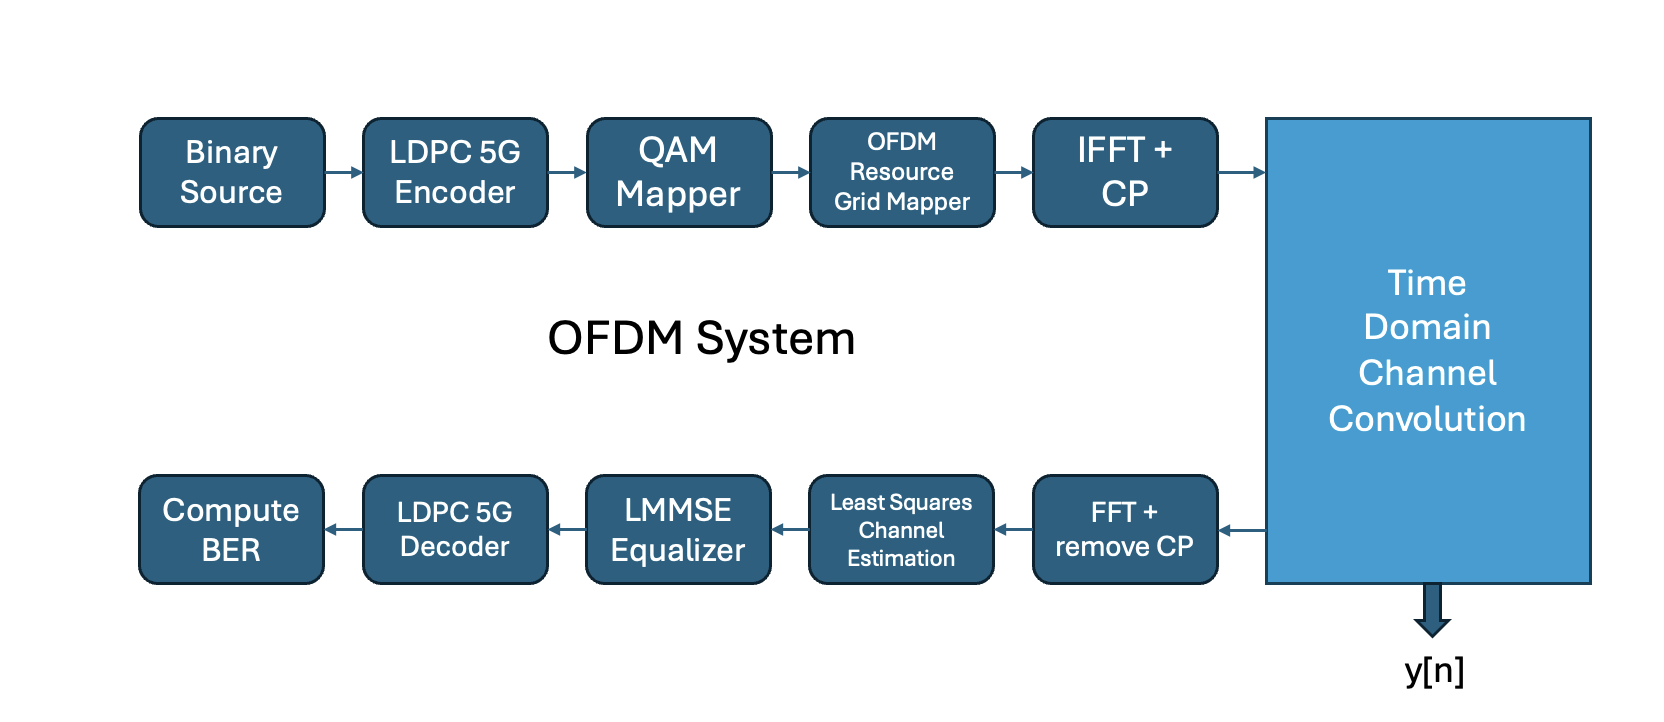 Binary
Source
LDPC 5G
Encoder
QAM
Mapper
OFDM
Resource
Grid Mapper
IFFT +
CP
Time
Domain
Channel
Convolution
OFDM System
Compute
BER
LDPC 5G
Decoder
LMMSE
Equalizer
Least Squares
Channel
Estimation
FFT +
remove CP
y[n]